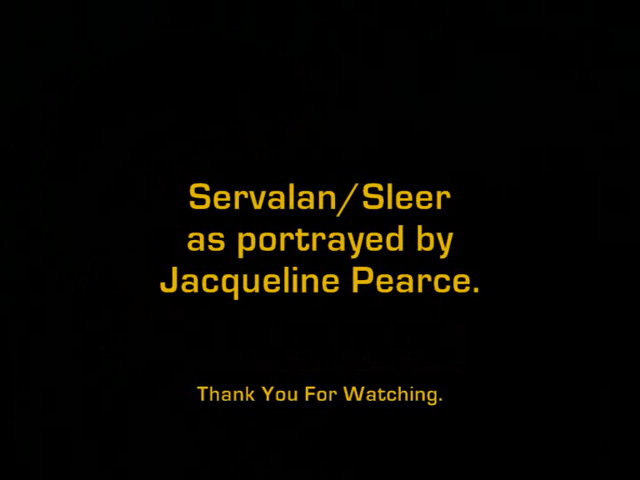 Servalan/Sleer
as portrayed by
Jacqueline Pearce.
Thank You For Watching.